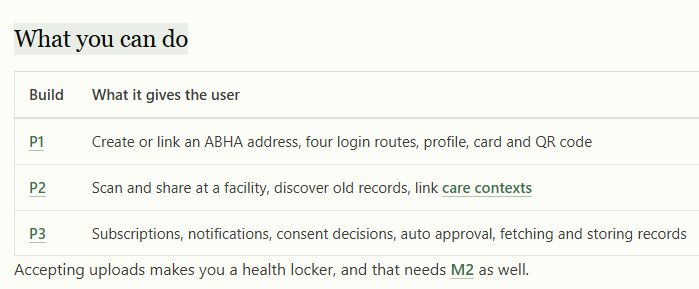 What you can do
Build What it gives the user
P1 Create or link an ABHA address, four login routes, profile, card and QR code
P2 Scan and share at a facility, discover old records, link care contexts
P3 Subscriptions, notifications, consent decisions, auto approval, fetching and storing records
Accepting uploads makes you a health locker, and that needs M2 as well.